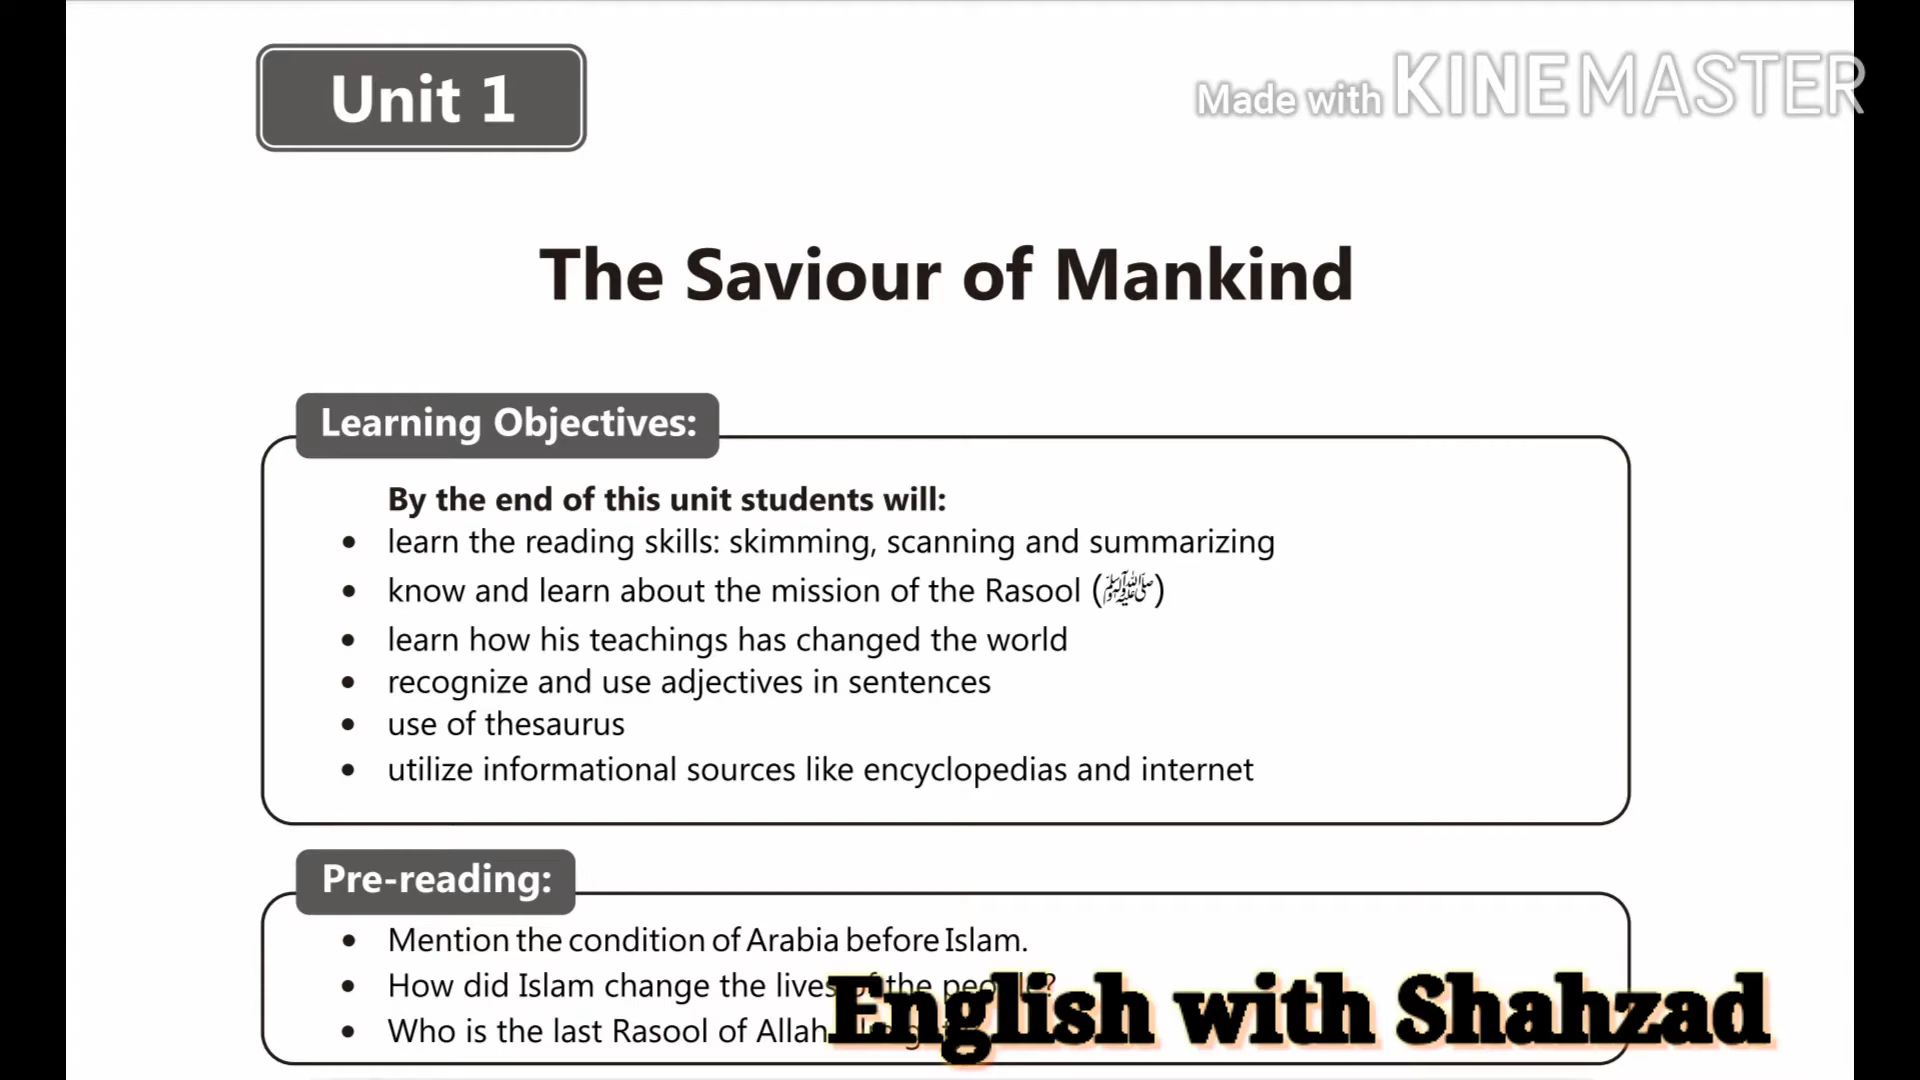 Unit 1
Made with KINEMASTER
The Saviour of Mankind
Learning Objectives:
By the end of this unit students will:
• learn the reading skills: skimming, scanning and summarizing
• know and learn about the mission of the Rasool (ﷺ)
• learn how his teachings has changed the world
• recognize and use adjectives in sentences
• use of thesaurus
• utilize informational sources like encyclopedias and internet
Pre-reading:
• Mention the condition of Arabia before Islam.
• How did Islam change the lives of the people?
• Who is the last Rasool of Allah
English with Shahzad